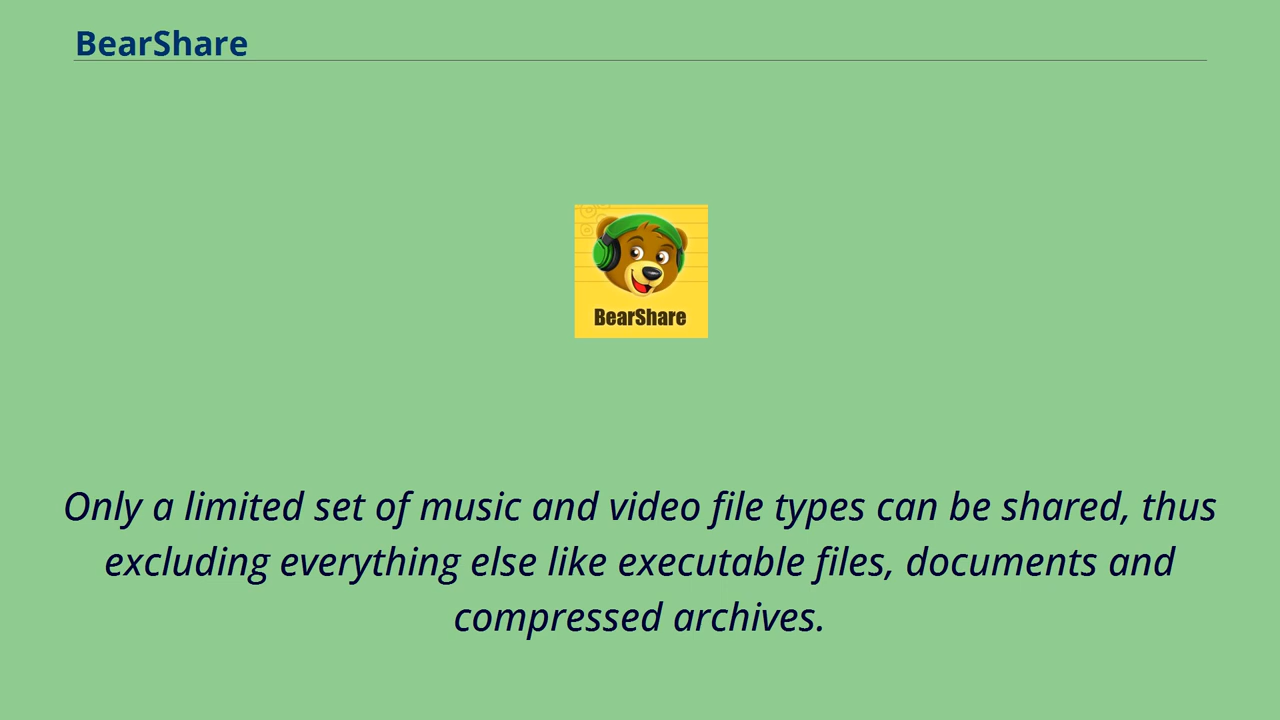 BearShare
BearShare
Only a limited set of music and video file types can be shared, thus
excluding everything else like executable files, documents and
compressed archives.